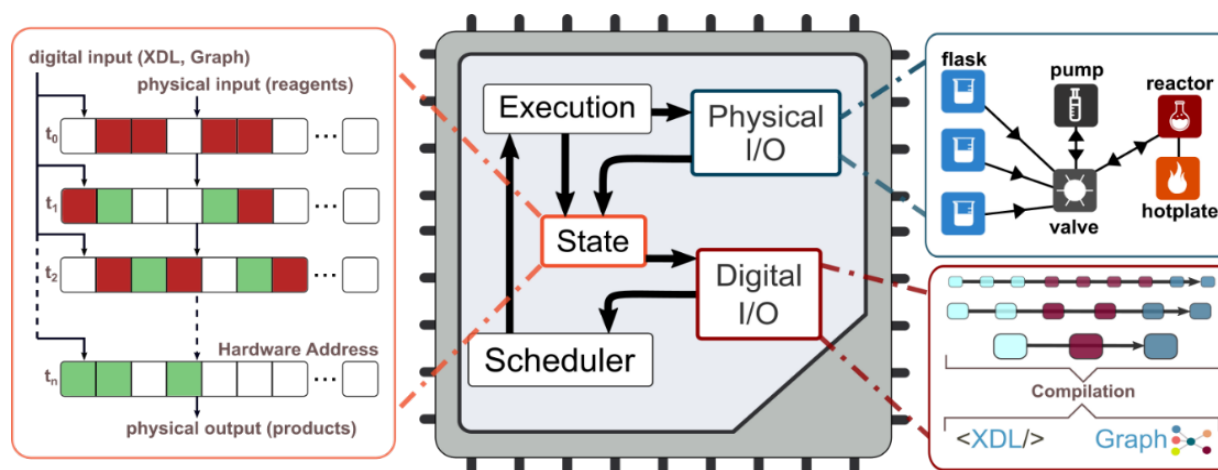 digital input (XDL, Graph)
physical input (reagents)
t0
...
t1
...
t2
...
Hardware Address
tn
...
physical output (products)
Execution
Physical
I/O
State
Digital
I/O
Scheduler
flask
pump
reactor
valve
hotplate
Compilation
<XDL/>
Graph